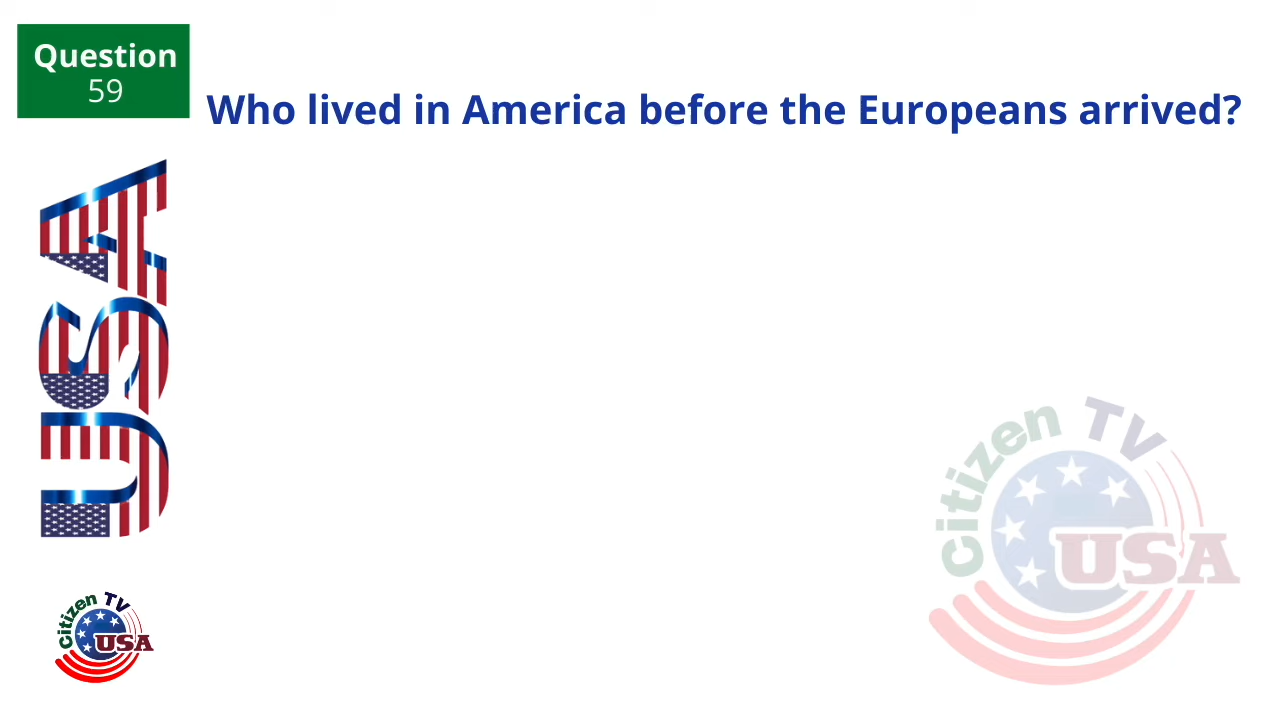 Question
59
Who lived in America before the Europeans arrived?
USA
Citizen TV
USA
Citizen TV
USA